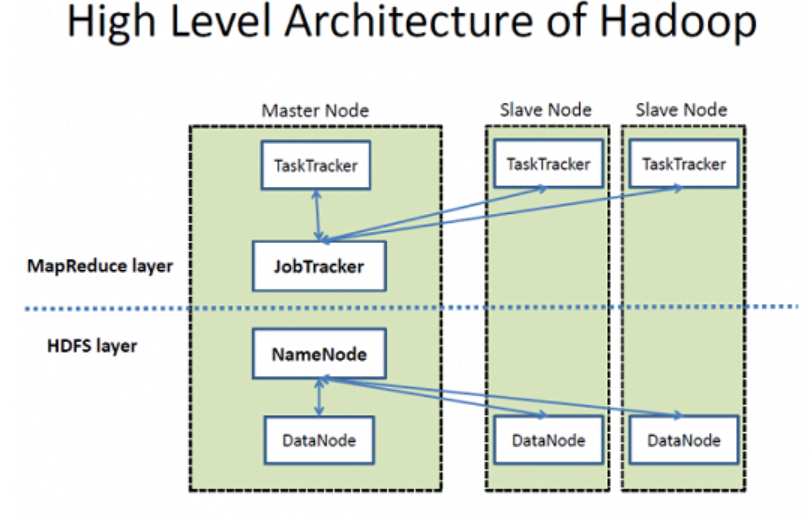 High Level Architecture of Hadoop
Master Node
Slave Node
Slave Node
TaskTracker
TaskTracker
TaskTracker
MapReduce layer
JobTracker
HDFS layer
NameNode
DataNode
DataNode
DataNode